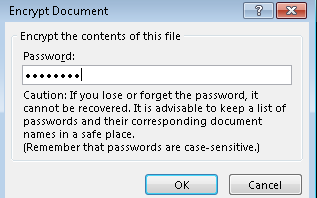 Encrypt Document
Encrypt the contents of this file
Password:
••••••••
Caution: If you lose or forget the password, it
cannot be recovered. It is advisable to keep a list of
passwords and their corresponding document
names in a safe place.
(Remember that passwords are case-sensitive.)
OK Cancel